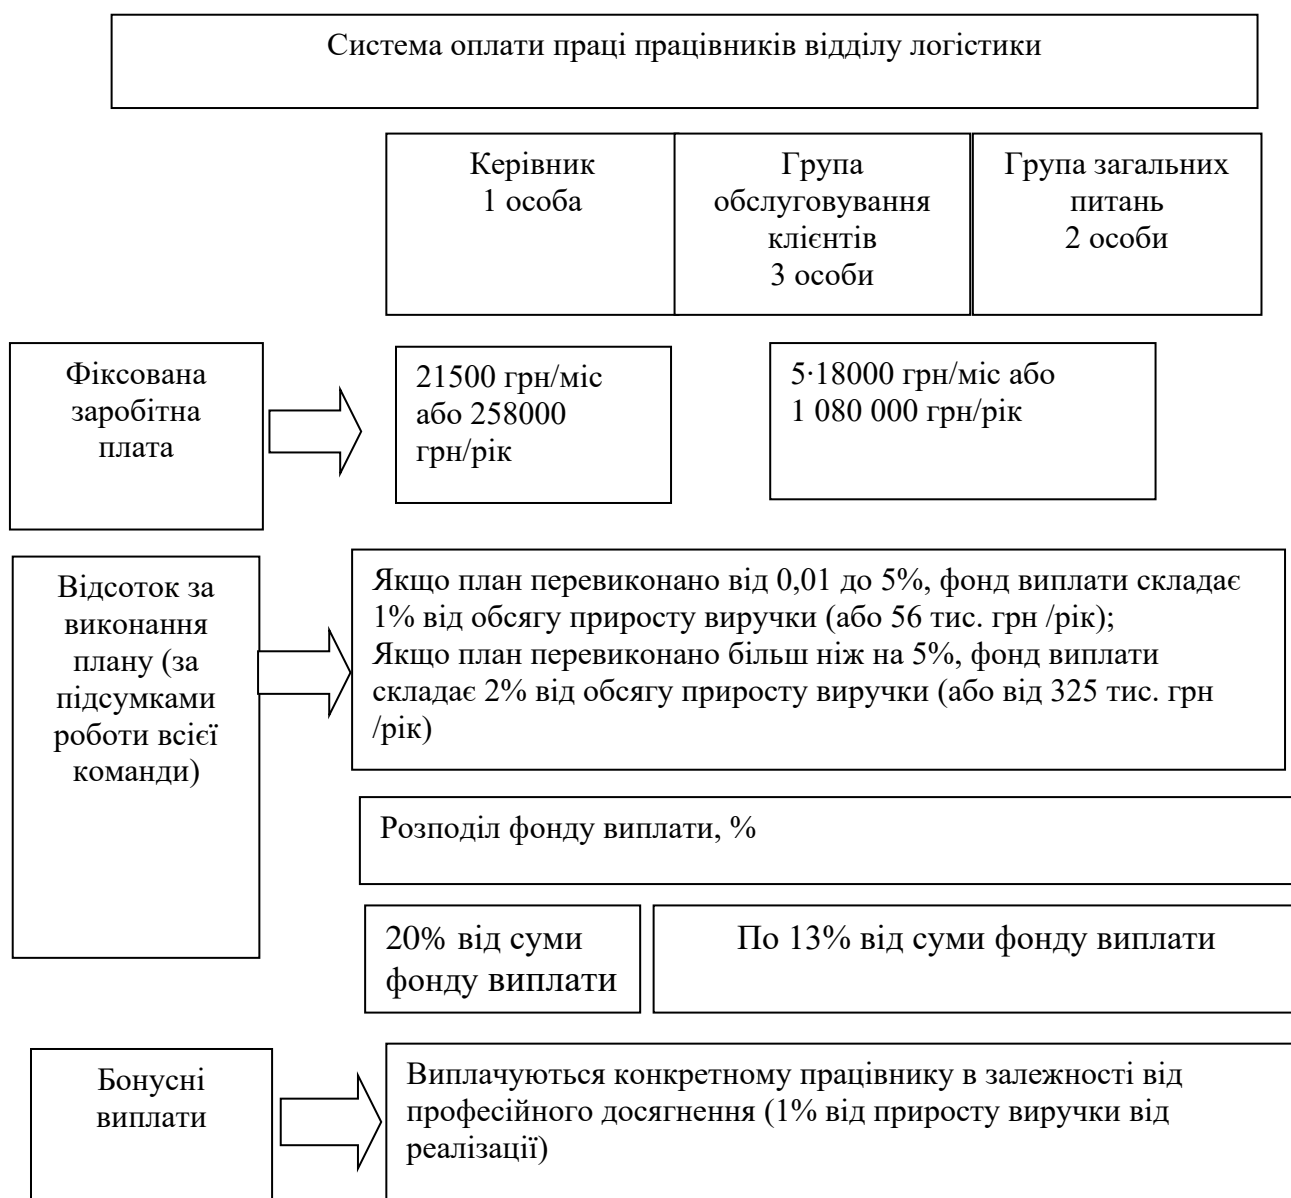 Система оплати праці працівників відділу логістики
Керівник
1 особа
Група
обслуговування
клієнтів
3 особи
Група загальних
питань
2 особи
Фіксована
заробітна
плата
21500 грн/міс
або 258000
грн/рік
5·18000 грн/міс або
1 080 000 грн/рік
Відсоток за
виконання
плану (за
підсумками
роботи всієї
команди)
Якщо план перевиконано від 0,01 до 5%, фонд виплати складає
1% від обсягу приросту виручки (або 56 тис. грн /рік);
Якщо план перевиконано більш ніж на 5%, фонд виплати
складає 2% від обсягу приросту виручки (або від 325 тис. грн
/рік)
Розподіл фонду виплати, %
20% від суми
фонду виплати
По 13% від суми фонду виплати
Бонусні
виплати
Виплачуються конкретному працівнику в залежності від
професійного досягнення (1% від приросту виручки від
реалізації)